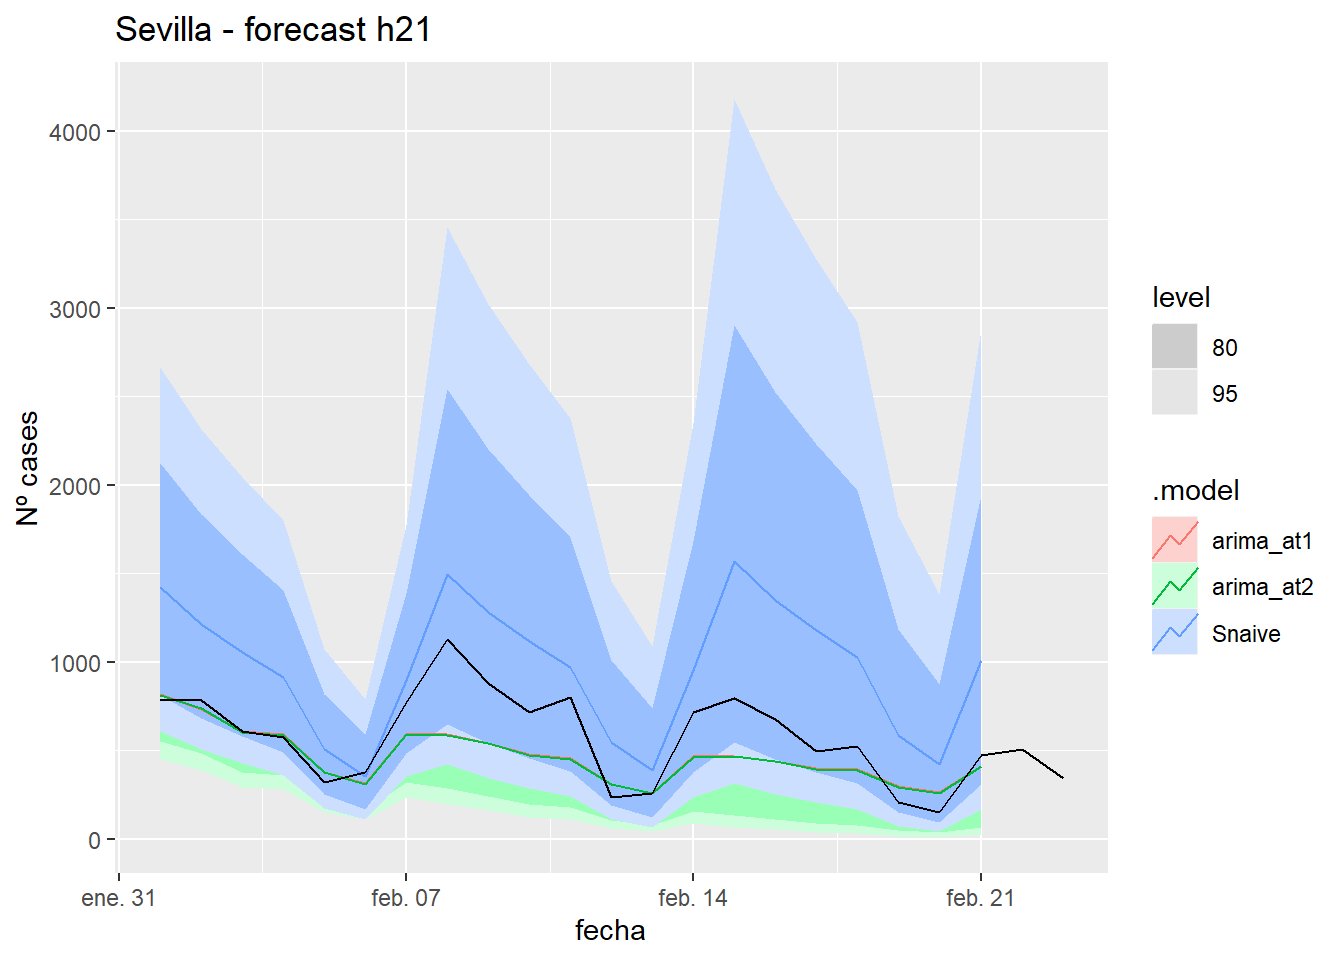 Sevilla - forecast h21
4000
3000
2000
1000
0
Nº cases
ene. 31
feb. 07
feb. 14
feb. 21
fecha
level
80
95
.model
arima_at1
arima_at2
Snaive